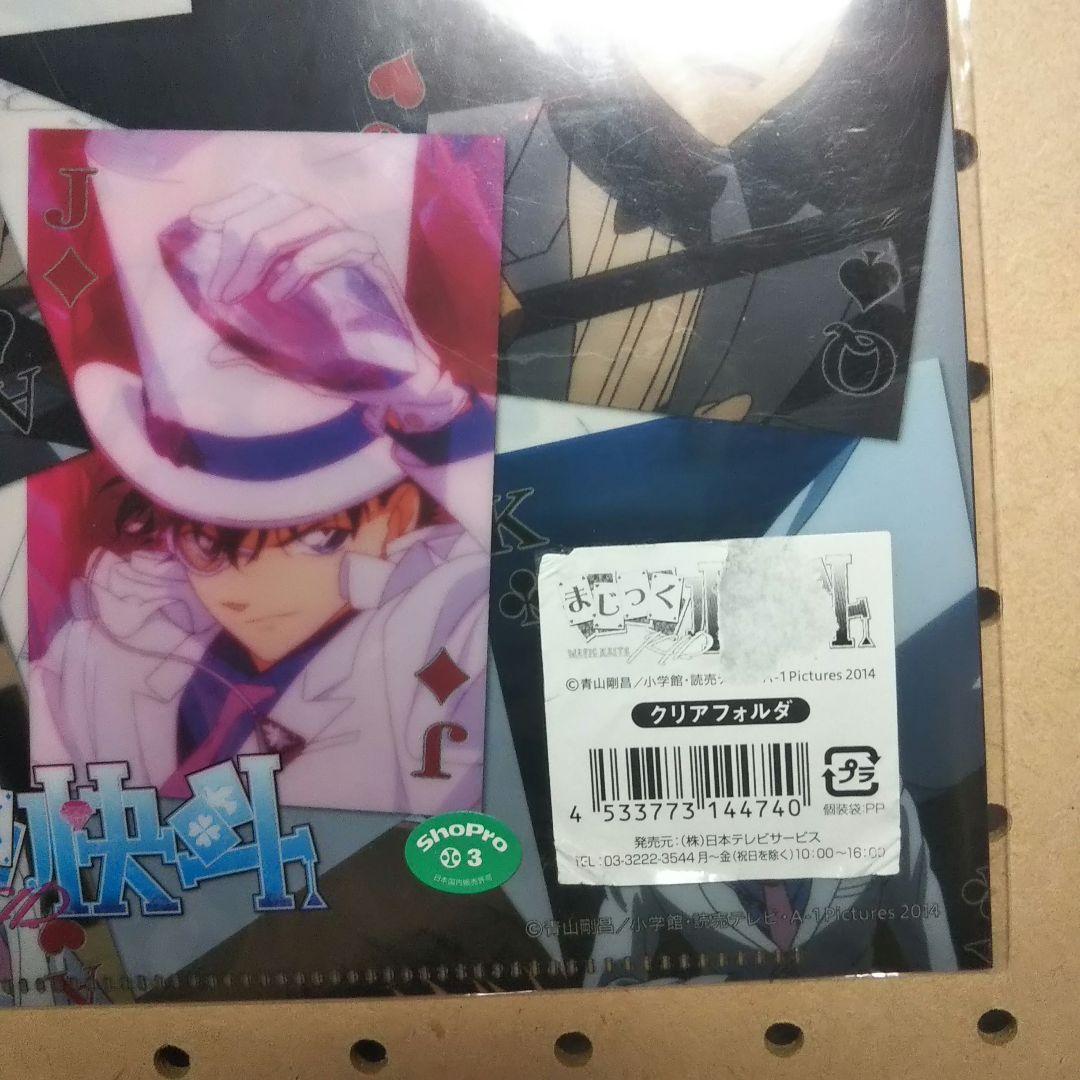 J
K
Q
まじっく
MAGIC KAITO
©青山剛昌/小学館・読売
A-1 Pictures 2014
クリアフォルダ
プラ
4 533773 144740
個装袋:PP
発売元:(株)日本テレビサービス
TEL:03-3222-3544 月〜金(祝日を除く)10:00〜16:00
J
快斗
ShoPro
3
日本国内販売許可
©青山剛昌/小学館・読売テレビ・A-1 Pictures 2014
A